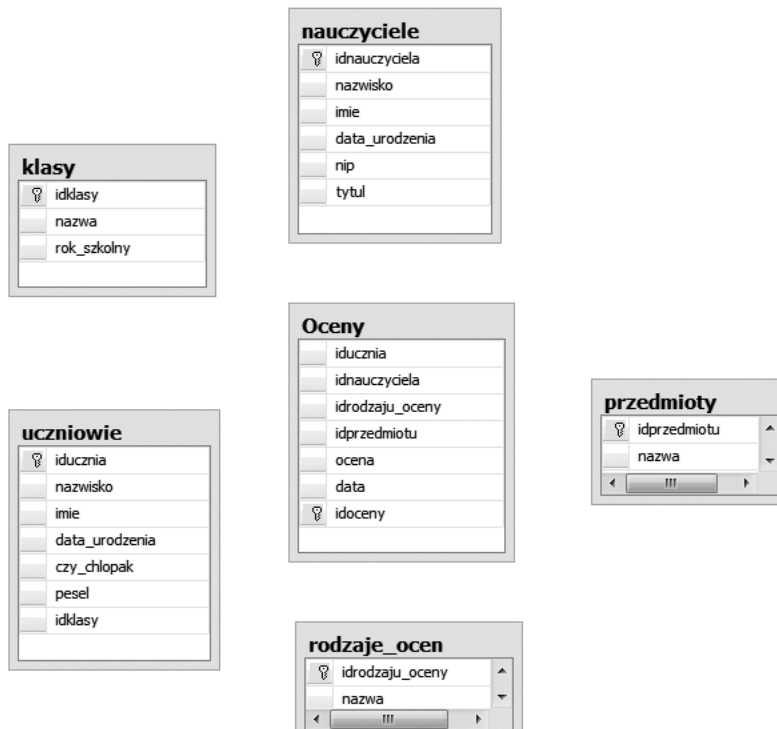 nauczyciele
idnauczyciela
nazwisko
imie
data_urodzenia
nip
tytul
klasy
idklasy
nazwa
rok_szkolny
Oceny
iducznia
idnauczyciela
idrodzaju_oceny
idprzedmiotu
ocena
data
idoceny
przedmioty
idprzedmiotu
nazwa
uczniowie
iducznia
nazwisko
imie
data_urodzenia
czy_chlopak
pesel
idklasy
rodzaje_ocen
idrodzaju_oceny
nazwa